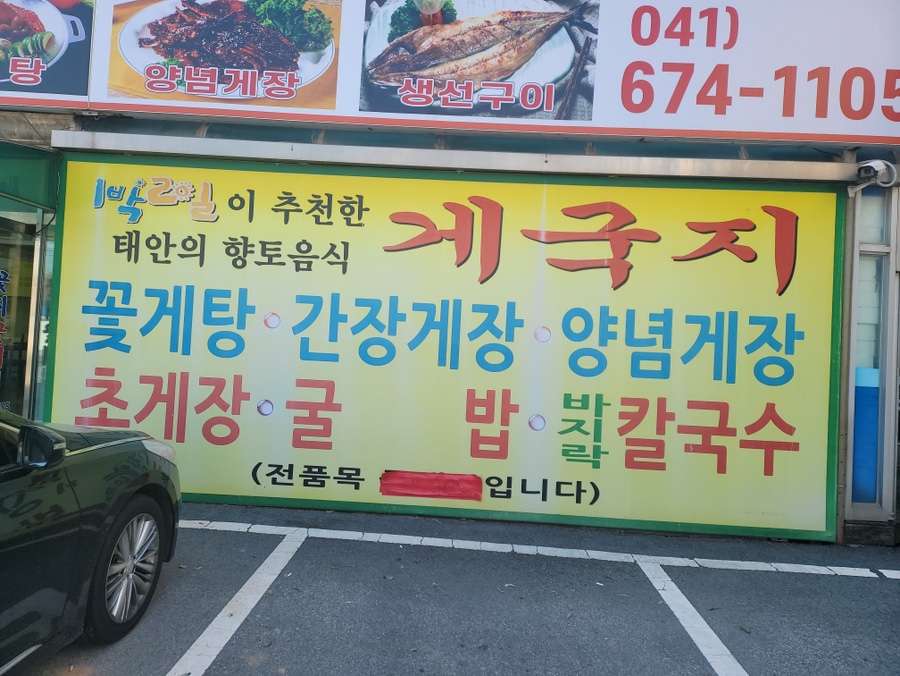 탕
양념게장
생선구이
041)
674-1105
1박2일이 추천한
태안의 향토음식
게국지
꽃게탕·간장게장·양념게장
초게장·굴 밥·바지락칼국수
(전품목 입니다)